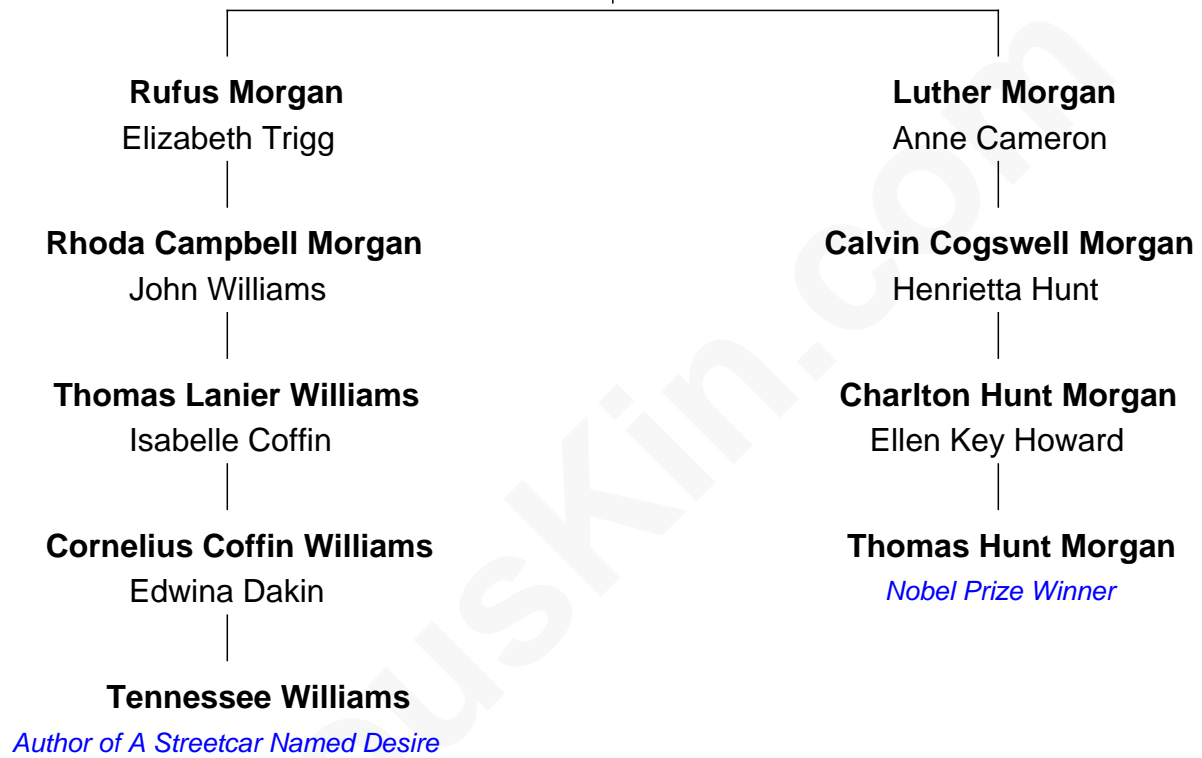 Rufus Morgan
Elizabeth Trigg
Rhoda Campbell Morgan
John Williams
Thomas Lanier Williams
Isabelle Coffin
Cornelius Coffin Williams
Edwina Dakin
Tennessee Williams
Author of A Streetcar Named Desire
Luther Morgan
Anne Cameron
Calvin Cogswell Morgan
Henrietta Hunt
Charlton Hunt Morgan
Ellen Key Howard
Thomas Hunt Morgan
Nobel Prize Winner
ousKin.com